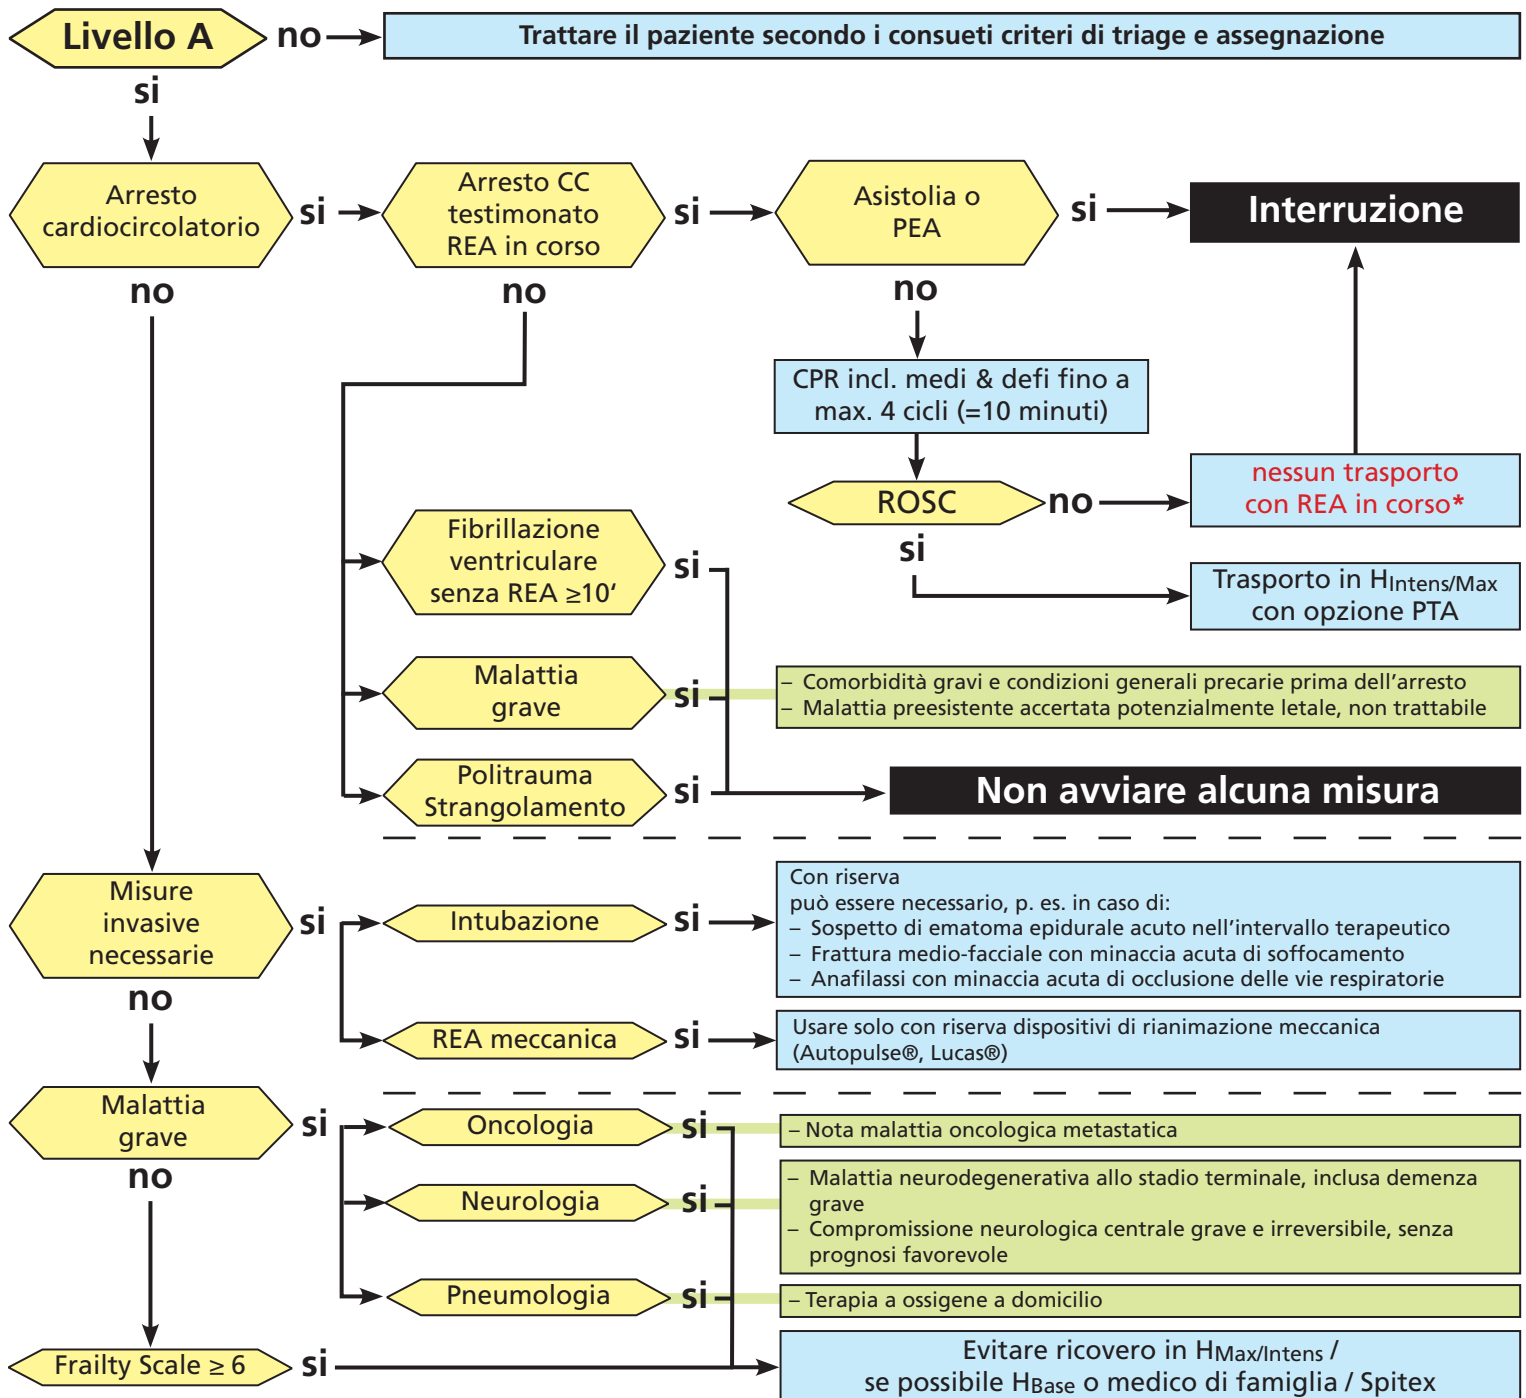 Livello A
no
Trattare il paziente secondo i consueti criteri di triage e assegnazione
si
Arresto
cardiocircolatorio
si
Arresto CC
testimonato
REA in corso
si
Asistolia o
PEA
si
Interruzione
no
no
no
CPR incl. medi & defi fino a
max. 4 cicli (=10 minuti)
ROSC
no
nessun trasporto
con REA in corso*
si
Trasporto in HIntens/Max
con opzione PTA
Fibrillazione
ventriculare
senza REA ≥10‘
si
Malattia
grave
si
– Comorbidità gravi e condizioni generali precarie prima dell'arresto
– Malattia preesistente accertata potenzialmente letale, non trattabile
Politrauma
Strangolamento
si
Non avviare alcuna misura
Misure
invasive
necessarie
si
Intubazione
si
Con riserva
può essere necessario, p. es. in caso di:
– Sospetto di ematoma epidurale acuto nell'intervallo terapeutico
– Frattura medio-facciale con minaccia acuta di soffocamento
– Anafilassi con minaccia acuta di occlusione delle vie respiratorie
no
REA meccanica
si
Usare solo con riserva dispositivi di rianimazione meccanica
(Autopulse®, Lucas®)
Malattia
grave
si
Oncologia
si
– Nota malattia oncologica metastatica
no
Neurologia
si
– Malattia neurodegenerativa allo stadio terminale, inclusa demenza
grave
– Compromissione neurologica centrale grave e irreversibile, senza
prognosi favorevole
Pneumologia
si
– Terapia a ossigene a domicilio
Frailty Scale ≥ 6
si
Evitare ricovero in HMax/Intens /
se possibile HBase o medico di famiglia / Spitex